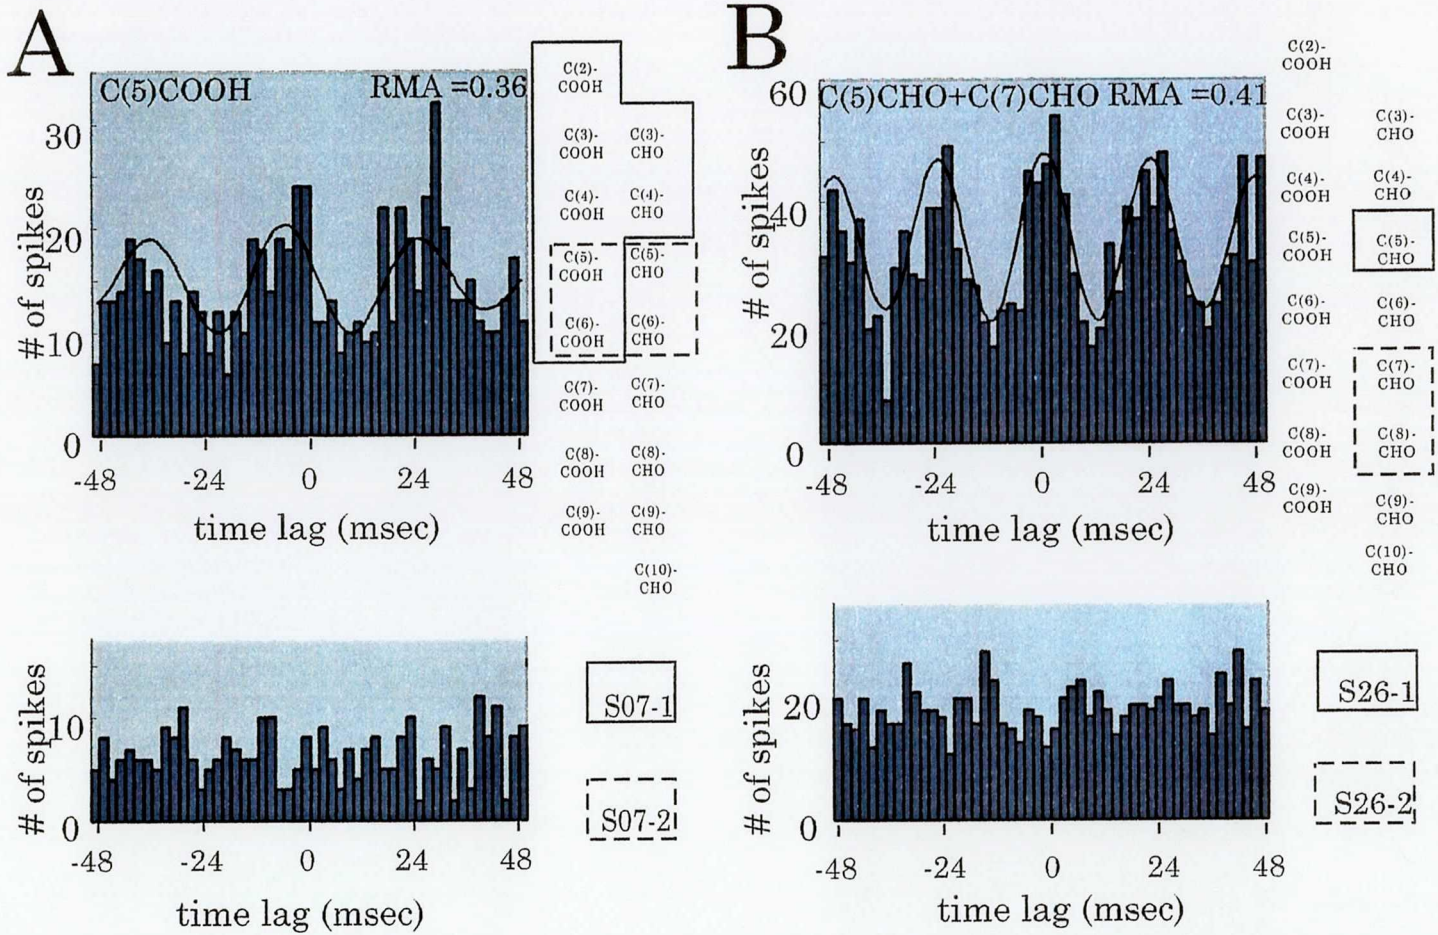 A
C(5)COOH RMA =0.36
# of spikes
30
20
10
0
-48 -24 0 24 48
time lag (msec)
C(2)-
COOH
C(3)- C(3)-
COOH CHO
C(4)- C(4)-
COOH CHO
C(5)- C(5)-
COOH CHO
C(6)- C(6)-
COOH CHO
C(7)- C(7)-
COOH CHO
C(8)- C(8)-
COOH CHO
C(9)- C(9)-
COOH CHO
C(10)-
CHO
# of spikes
10
0
-48 -24 0 24 48
time lag (msec)
S07-1
S07-2
B
C(5)CHO+C(7)CHO RMA =0.41
# of spikes
60
40
20
0
-48 -24 0 24 48
time lag (msec)
C(2)-
COOH
C(3)- C(3)-
COOH CHO
C(4)- C(4)-
COOH CHO
C(5)- C(5)-
COOH CHO
C(6)- C(6)-
COOH CHO
C(7)- C(7)-
COOH CHO
C(8)- C(8)-
COOH CHO
C(9)- C(9)-
COOH CHO
C(10)-
CHO
# of spikes
20
0
-48 -24 0 24 48
time lag (msec)
S26-1
S26-2